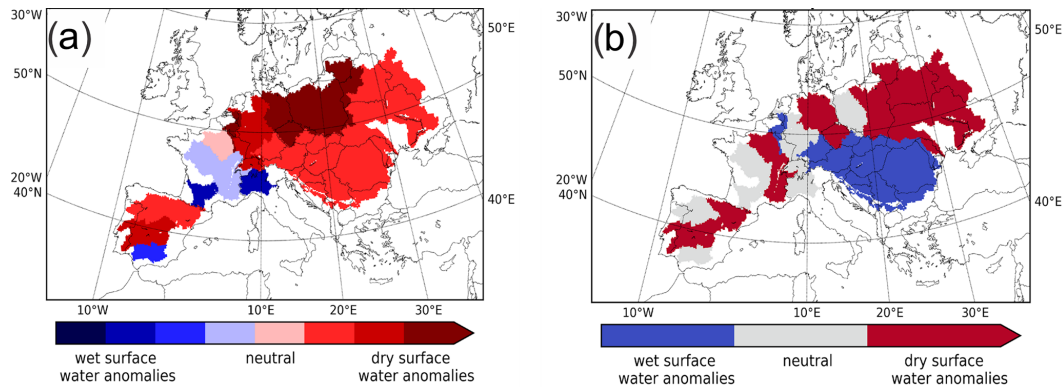 (a)
30°W
50°N
20°W
40°N
50°E
40°E
10°W
10°E
20°E
30°E
wet surface
water anomalies
neutral
dry surface
water anomalies
(b)
30°W
50°N
20°W
40°N
50°E
40°E
10°W
10°E
20°E
30°E
wet surface
water anomalies
neutral
dry surface
water anomalies